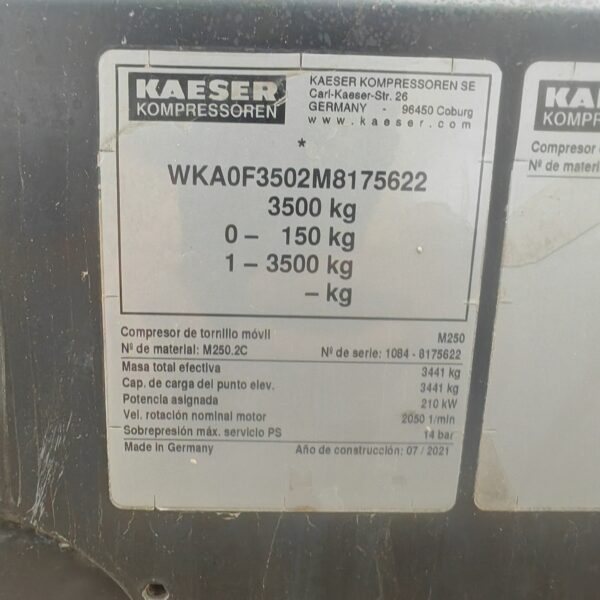 KAESER
KOMPRESSOREN
KAESER KOMPRESSOREN SE
Carl-Kaeser-Str. 26
GERMANY - 96450 Coburg
www.kaeser.com
*
WKA0F3502M8175622
3500 kg
0 – 150 kg
1 – 3500 kg
– kg
Compresor de tornillo móvil M250
Nº de material: M250.2C Nº de serie: 1084 - 8175622
Masa total efectiva 3441 kg
Cap. de carga del punto elev. 3441 kg
Potencia asignada 210 kW
Vel. rotación nominal motor 2050 1/min
Sobrepresión máx. servicio PS 14 bar
Made in Germany Año de construcción: 07 / 2021
KA
KOMP
Compresor
Nº de materia